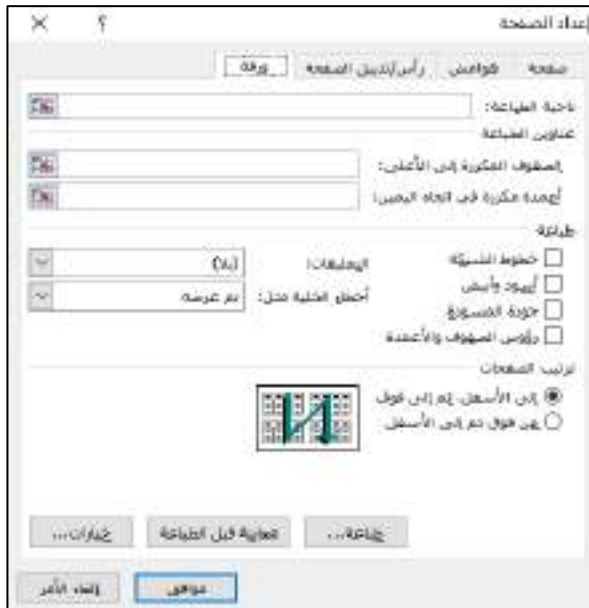 إعداد الصفحة
؟
صفحة
هوامش
رأس/تذييل الصفحة
ورقة
ناحية الطباعة:
عناوين الطباعة
الصفوف المكررة إلى الأعلى:
أعمدة مكررة في اتجاه اليمين:
طباعة
خطوط الشبكة
أسود وأبيض
جودة المسودة
رؤوس الصفوف والأعمدة
التعليقات:
(بلا)
أخطاء الخلية مثل:
تم عرضه
ترتيب الصفحات
إلى الأسفل، ثم إلى فوق
إلى فوق ثم إلى الأسفل
طباعة...
معاينة قبل الطباعة
خيارات...
موافق
إلغاء الأمر